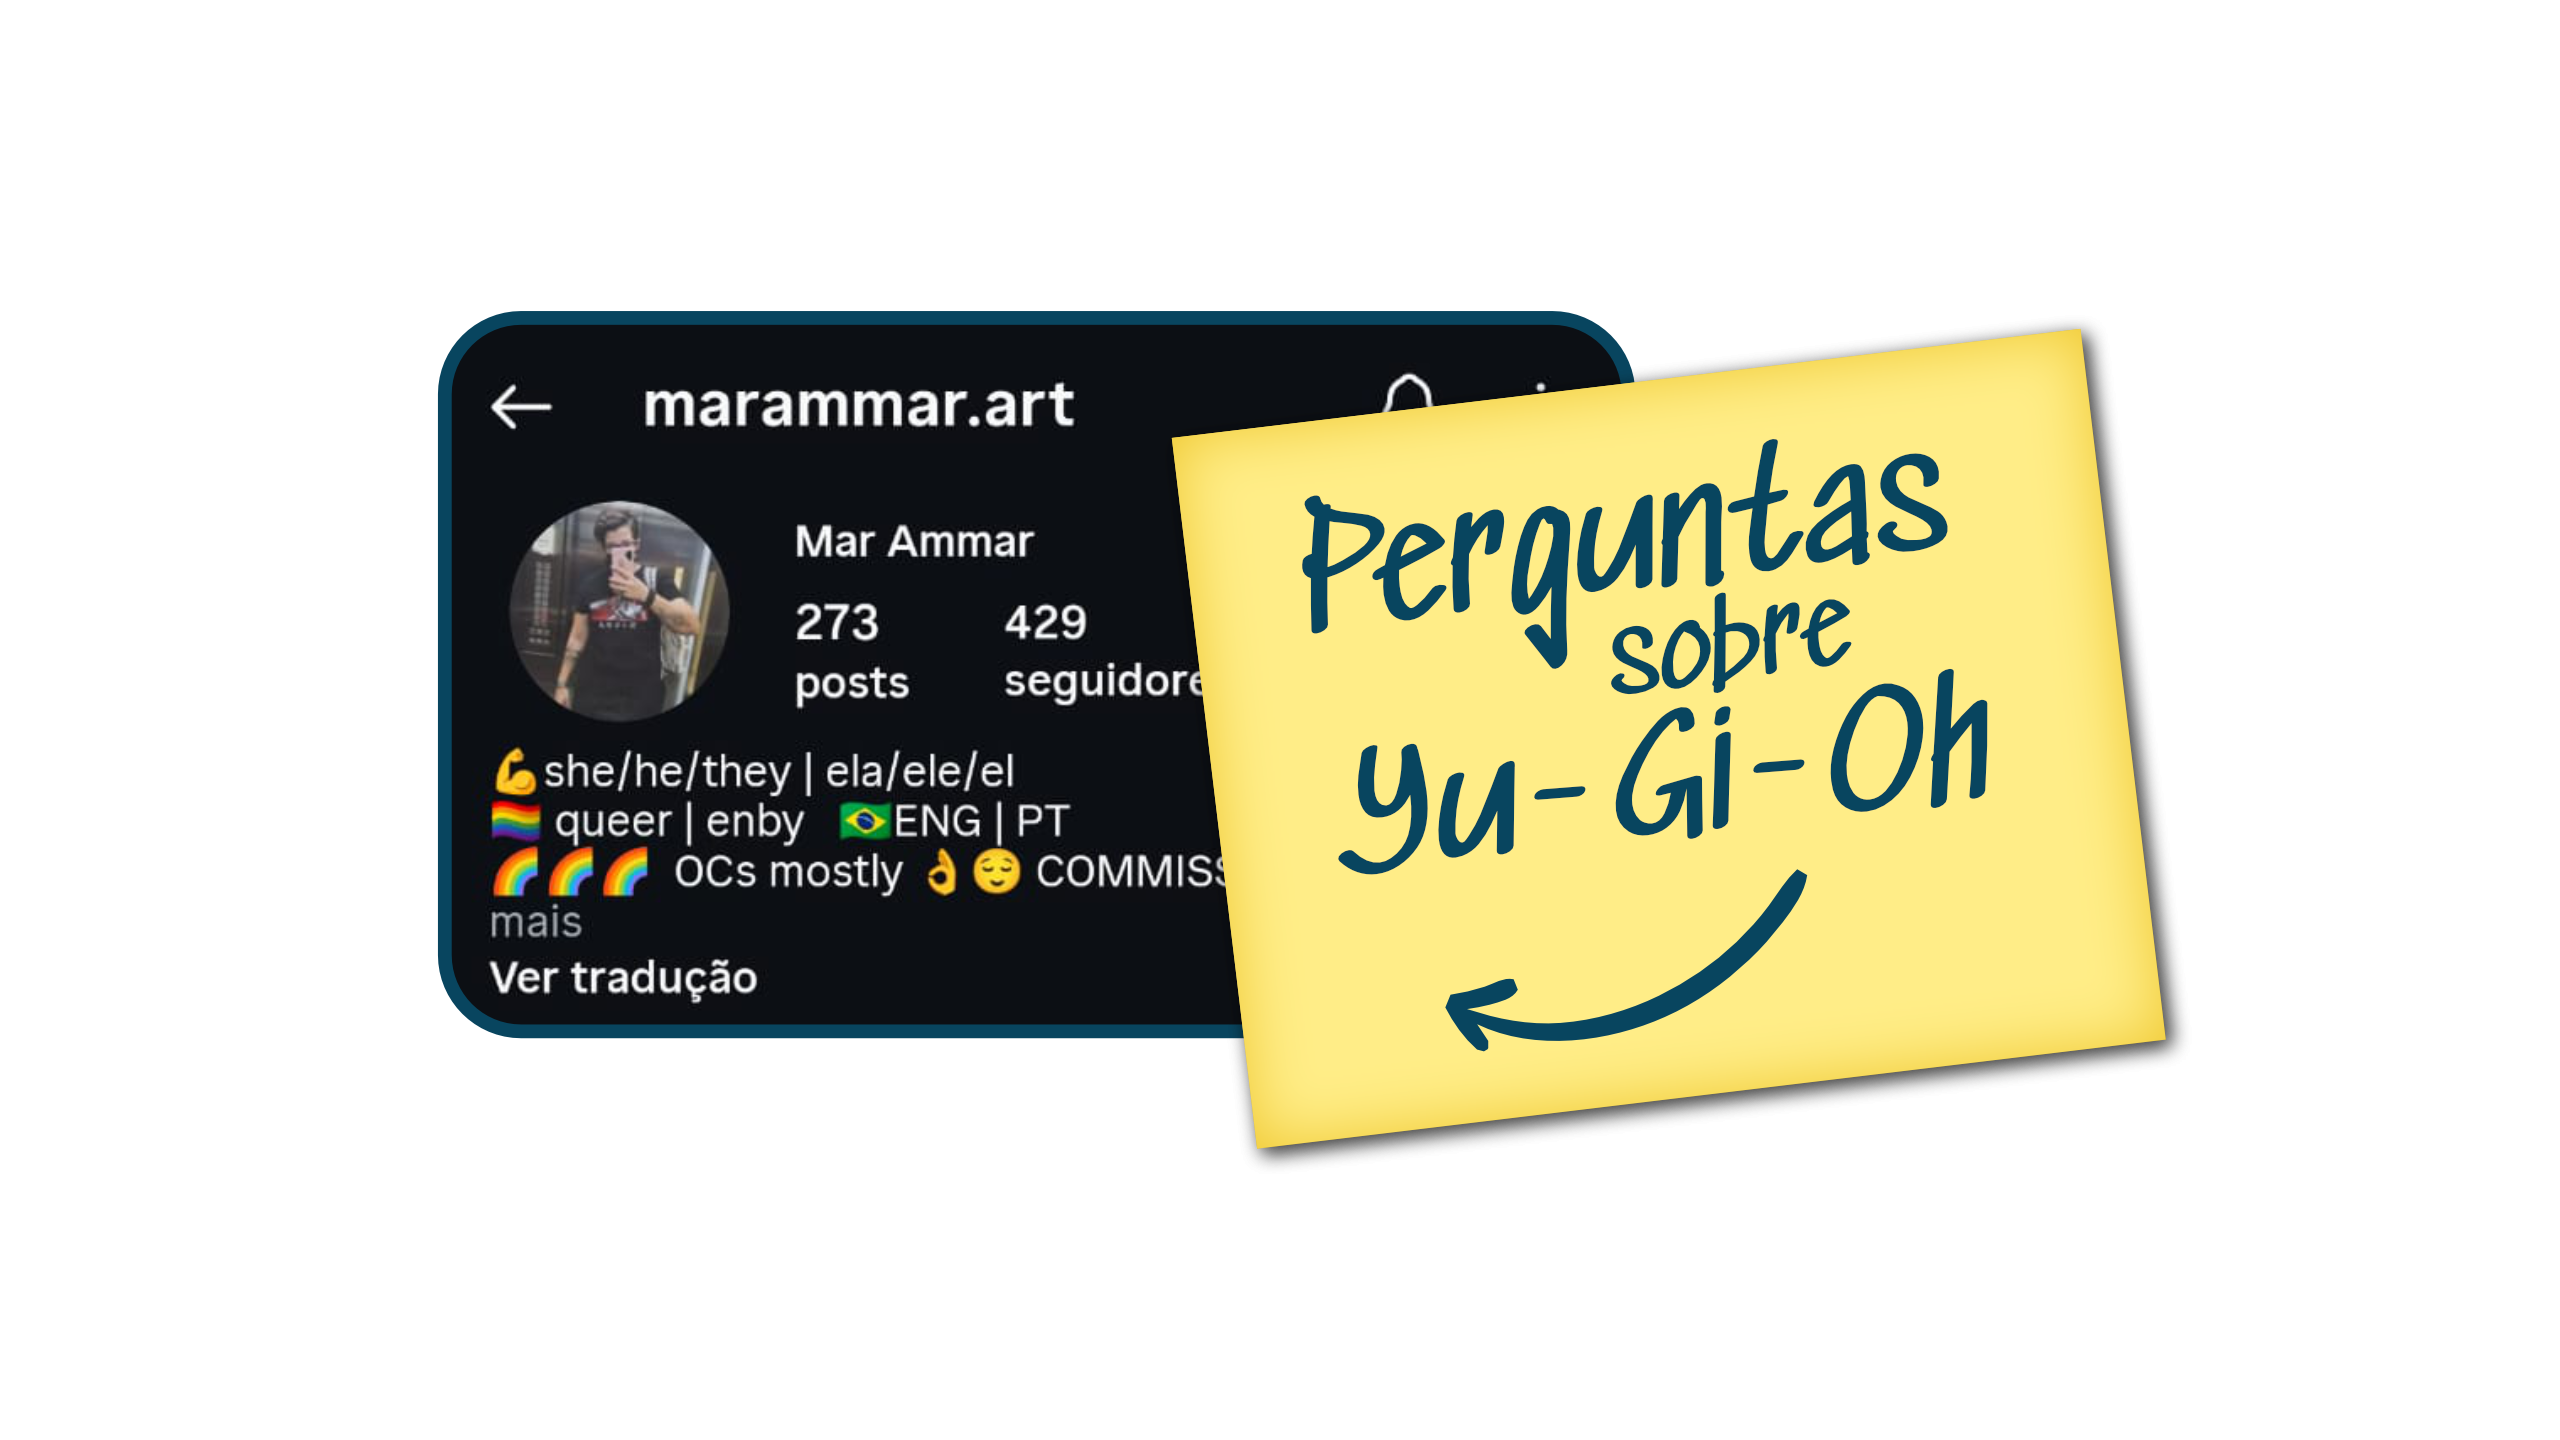 marammar.art
Mar Ammar
273
posts
429
seguidore
💪she/he/they | ela/ele/el
🏳️‍🌈 queer | enby 🇧🇷ENG | PT
🌈🌈🌈 OCs mostly 👌😌 COMMISS
mais
Ver tradução
Perguntas
sobre
Yu-Gi-Oh